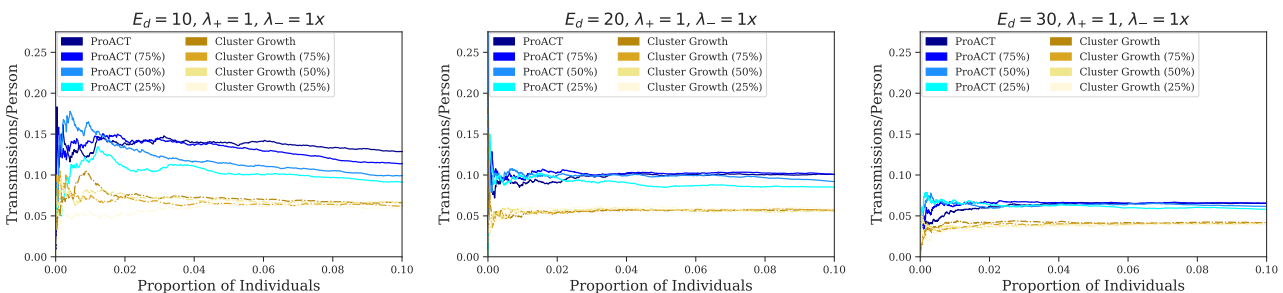 E_d = 10, λ_+ = 1, λ_− = 1x
ProACT
ProACT (75%)
ProACT (50%)
ProACT (25%)
Cluster Growth
Cluster Growth (75%)
Cluster Growth (50%)
Cluster Growth (25%)
Transmissions/Person
0.25
0.20
0.15
0.10
0.05
0.00
0.00 0.02 0.04 0.06 0.08 0.10
Proportion of Individuals
E_d = 20, λ_+ = 1, λ_− = 1x
ProACT
ProACT (75%)
ProACT (50%)
ProACT (25%)
Cluster Growth
Cluster Growth (75%)
Cluster Growth (50%)
Cluster Growth (25%)
Transmissions/Person
0.25
0.20
0.15
0.10
0.05
0.00
0.00 0.02 0.04 0.06 0.08 0.10
Proportion of Individuals
E_d = 30, λ_+ = 1, λ_− = 1x
ProACT
ProACT (75%)
ProACT (50%)
ProACT (25%)
Cluster Growth
Cluster Growth (75%)
Cluster Growth (50%)
Cluster Growth (25%)
Transmissions/Person
0.25
0.20
0.15
0.10
0.05
0.00
0.00 0.02 0.04 0.06 0.08 0.10
Proportion of Individuals